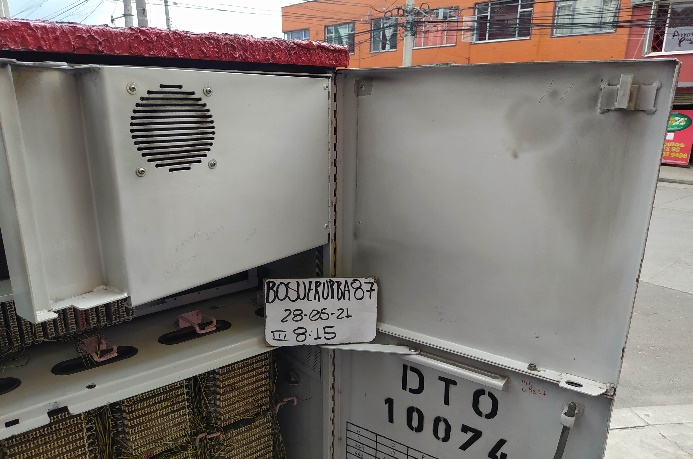 BOSUERUPBA87
28-05-21
III 8:15
DTO
10074